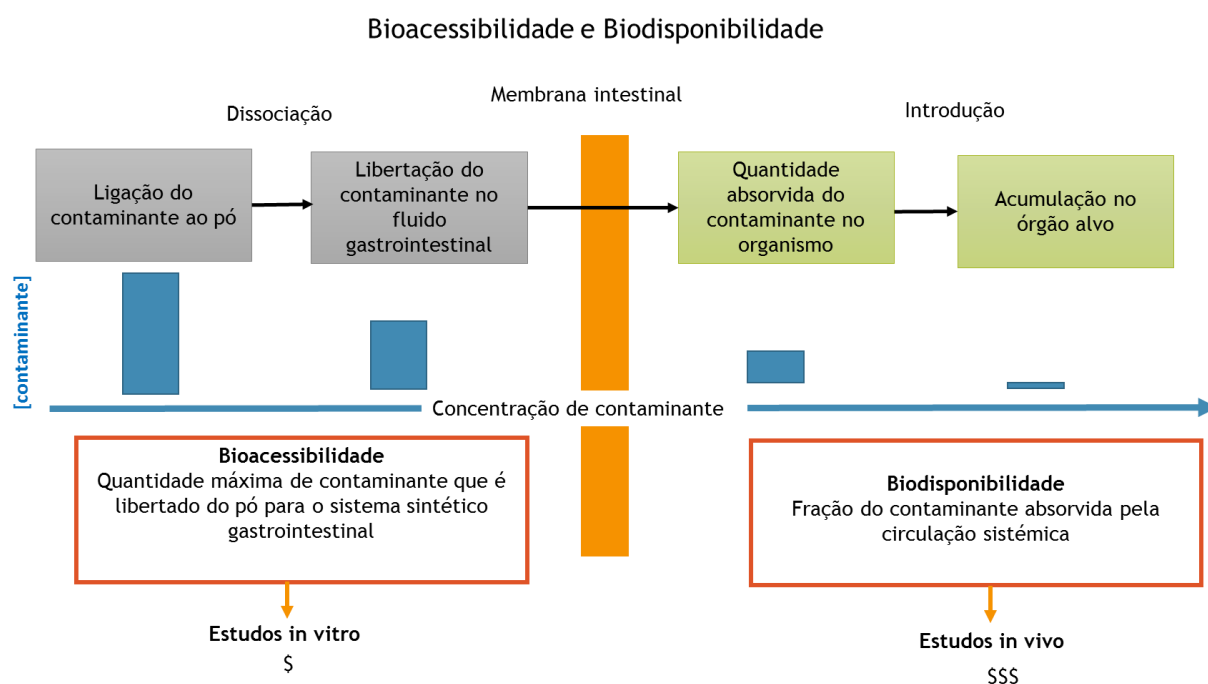 Bioacessibilidade e Biodisponibilidade
Membrana intestinal
Dissociação
Introdução
Ligação do
contaminante ao pó
Libertação do
contaminante no
fluido
gastrointestinal
Quantidade
absorvida do
contaminante no
organismo
Acumulação no
órgão alvo
[contaminante]
Concentração de contaminante
Bioacessibilidade
Quantidade máxima de contaminante que é
libertado do pó para o sistema sintético
gastrointestinal
Biodisponibilidade
Fração do contaminante absorvida pela
circulação sistémica
Estudos in vitro
$
Estudos in vivo
$$$